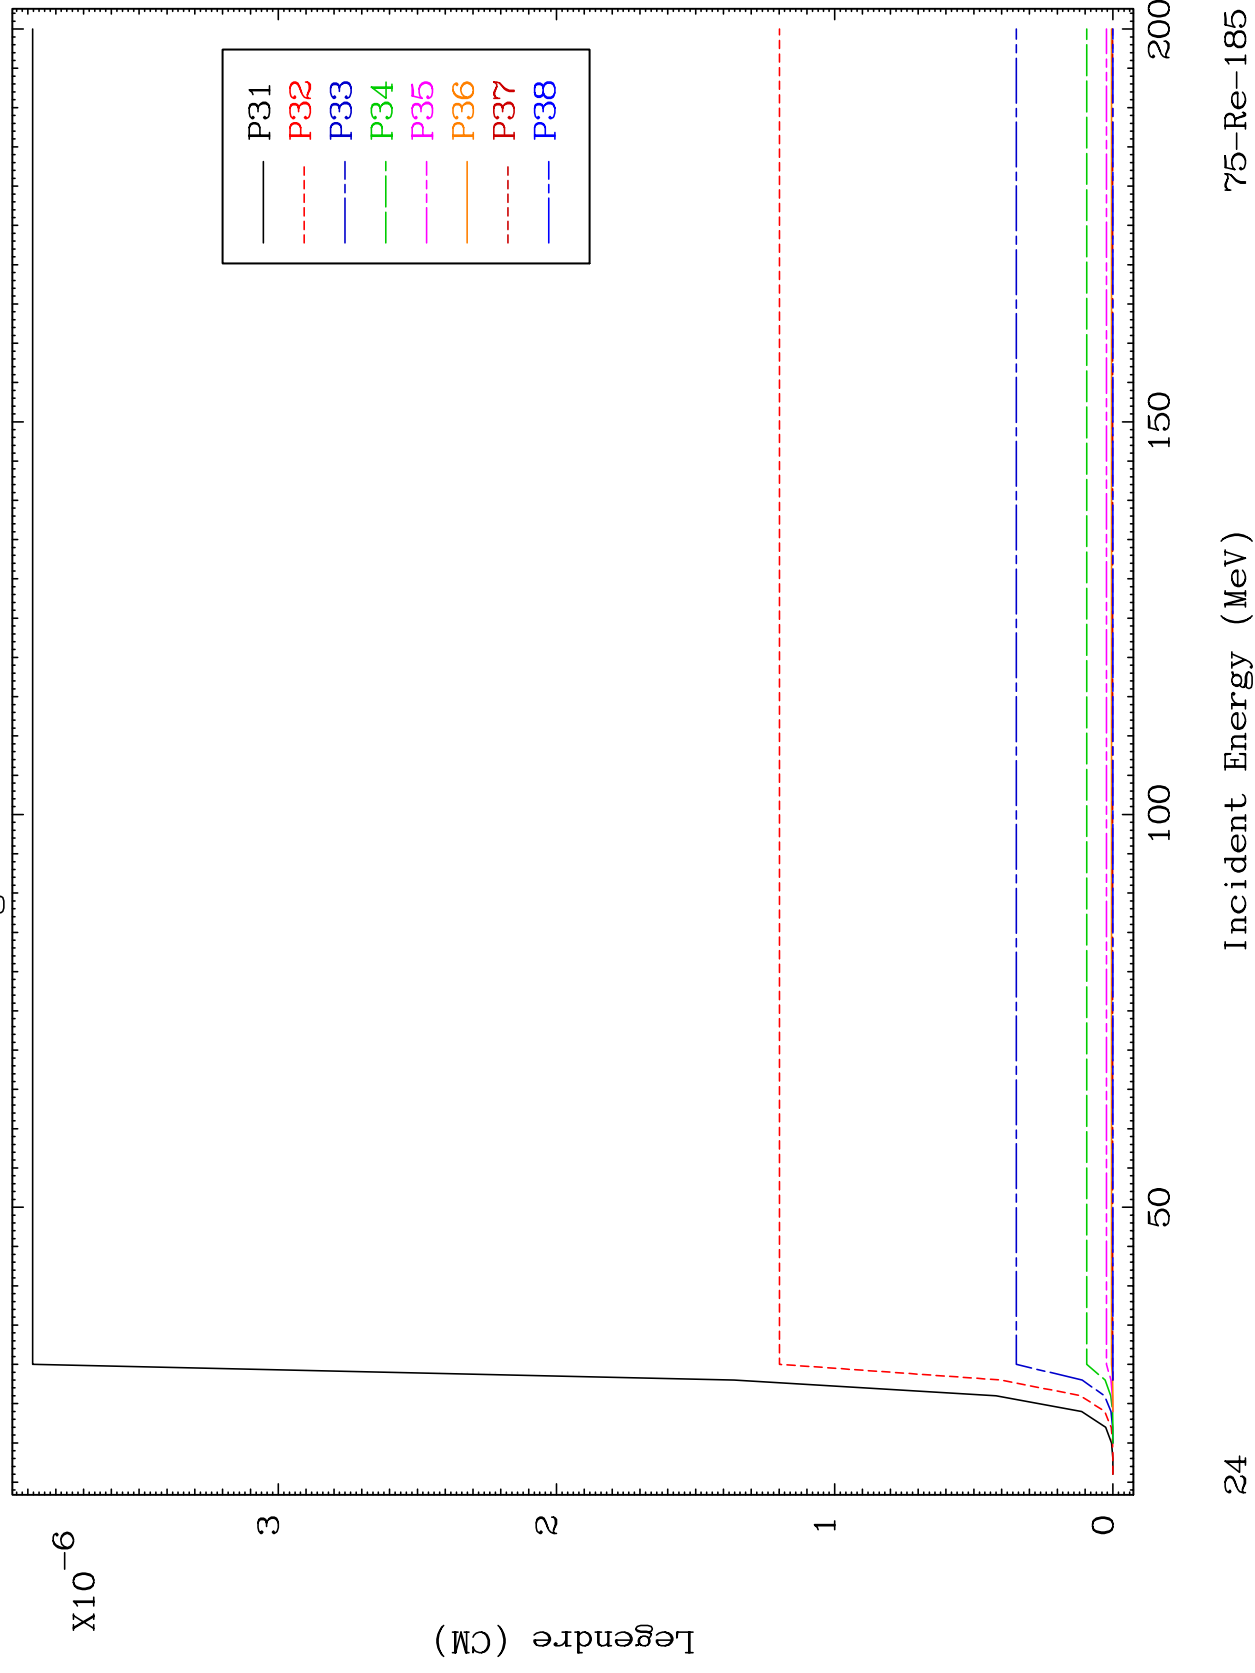 X10-6
3
2
1
0
Legendre (CM)
P31
P32
P33
P34
P35
P36
P37
P38
50
100
150
200
Incident Energy (MeV)
24
75-Re-185